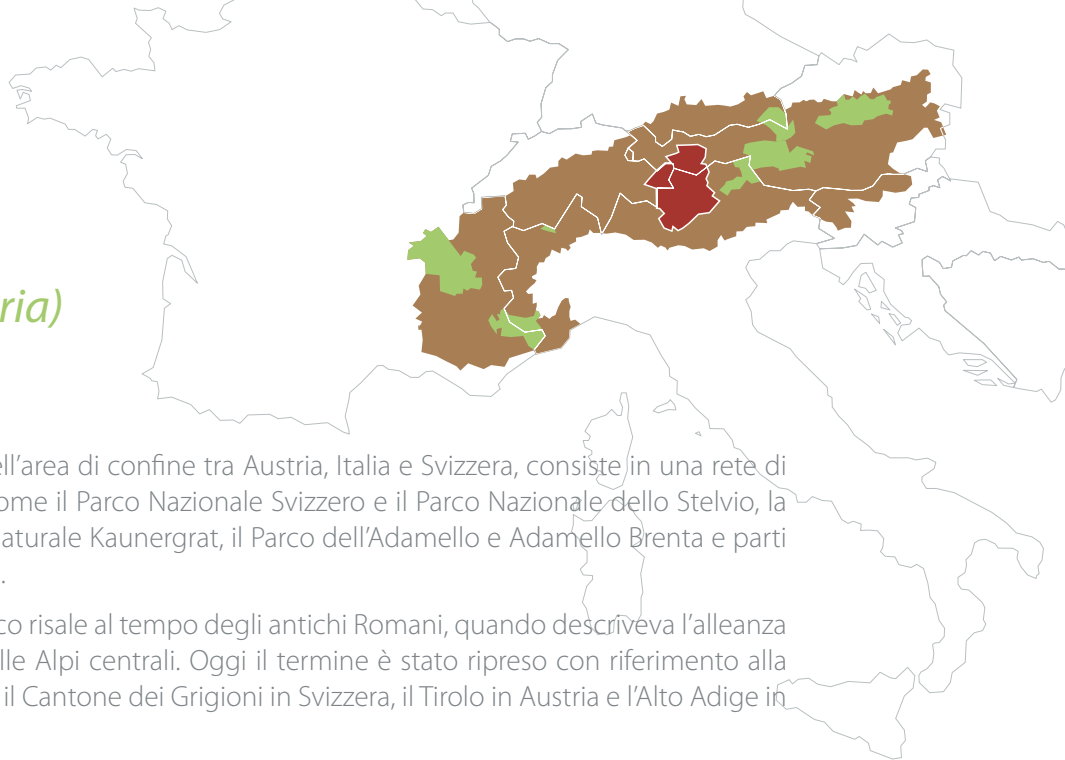 ria)
ell’area di confine tra Austria, Italia e Svizzera, consiste in una rete di
ome il Parco Nazionale Svizzero e il Parco Nazionale dello Stelvio, la
aturale Kaunergrat, il Parco dell’Adamello e Adamello Brenta e parti
.
co risale al tempo degli antichi Romani, quando descriveva l’alleanza
lle Alpi centrali. Oggi il termine è stato ripreso con riferimento alla
il Cantone dei Grigioni in Svizzera, il Tirolo in Austria e l’Alto Adige in